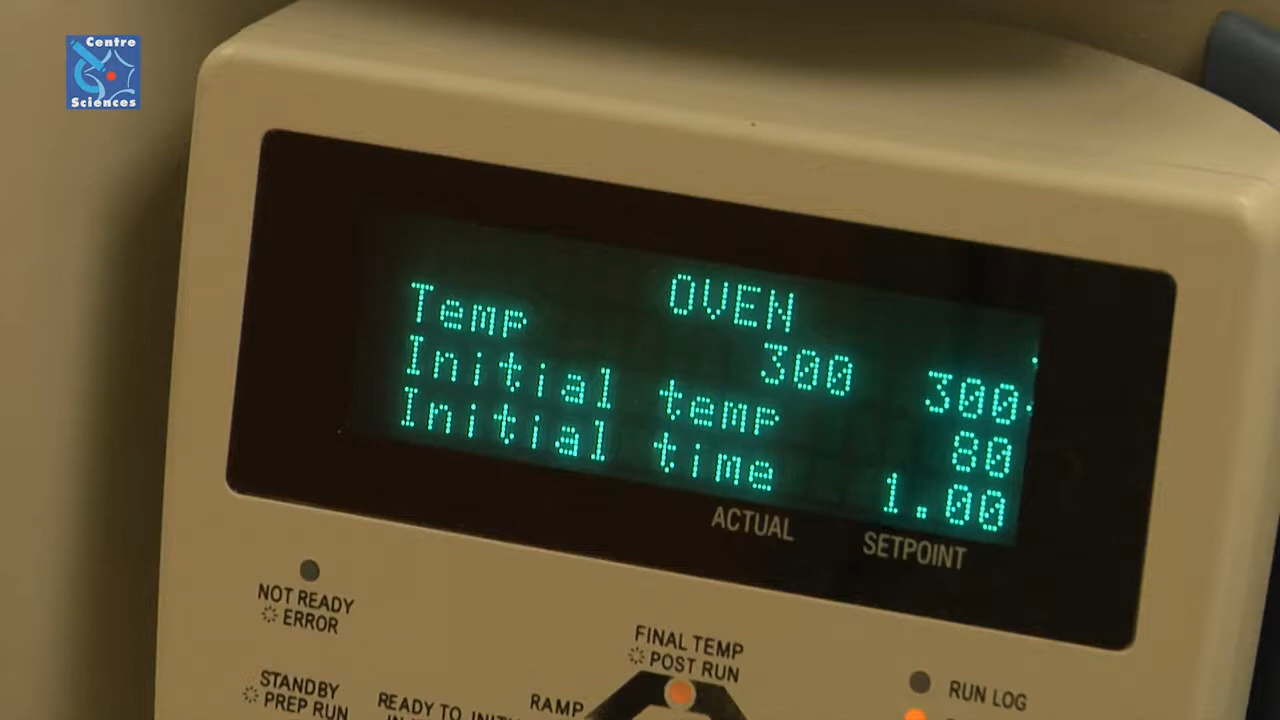 Centre
Sciences
OVEN
Temp 300 300
Initial temp 80
Initial time 1.00
ACTUAL SETPOINT
NOT READY
ERROR
FINAL TEMP
POST RUN
STANDBY
PREP RUN
READY TO
RAMP
RUN LOG